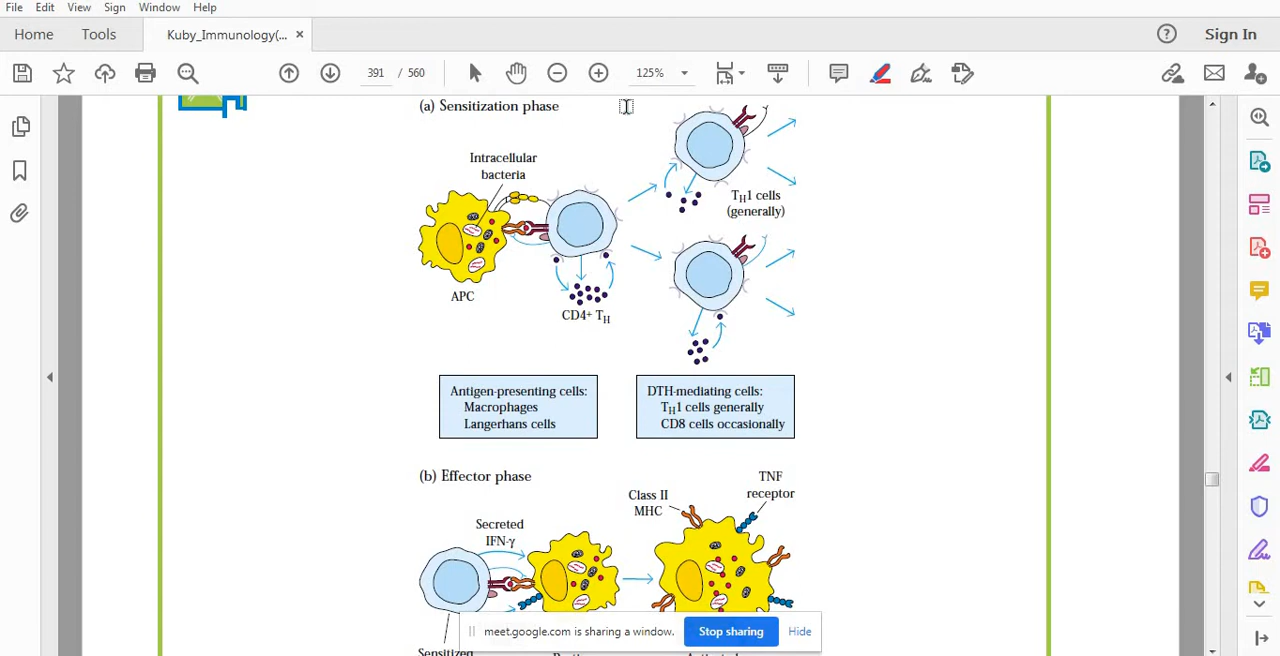 File Edit View Sign Window Help
Home Tools Kuby_Immunology(... × Sign In
391 / 560 125%
(a) Sensitization phase
Intracellular
bacteria
TH1 cells
(generally)
APC
CD4+ TH
Antigen-presenting cells:
Macrophages
Langerhans cells
DTH-mediating cells:
TH1 cells generally
CD8 cells occasionally
(b) Effector phase
TNF
receptor
Class II
MHC
Secreted
IFN-γ
meet.google.com is sharing a window. Stop sharing Hide
Sensitized